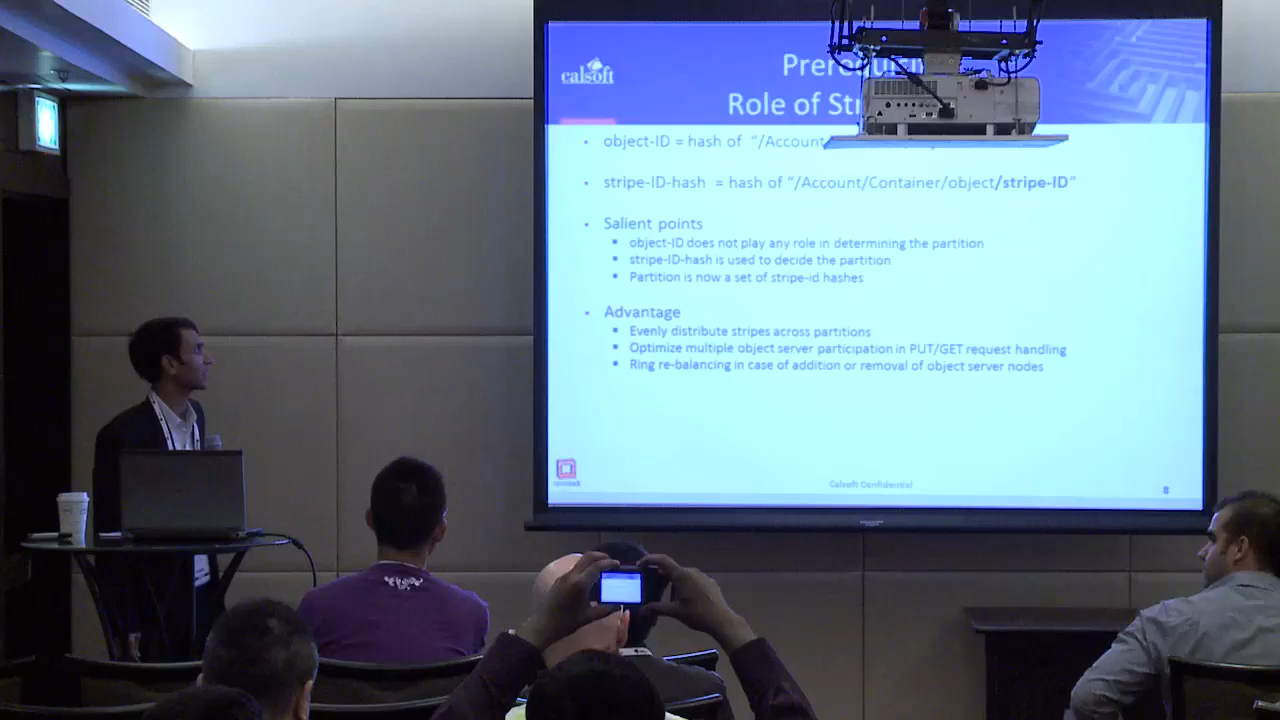 calsoft
Role of
object-ID = hash of "/Account
stripe-ID-hash = hash of "/Account/Container/object/stripe-ID"
Salient points
object-ID does not play any role in determining the partition
stripe-ID-hash is used to decide the partition
Partition is now a set of stripe-id hashes
Advantage
Evenly distribute stripes across partitions
Optimize multiple object server participation in PUT/GET request handling
Ring re-balancing in case of addition or removal of object server nodes
Calsoft Confidential
8